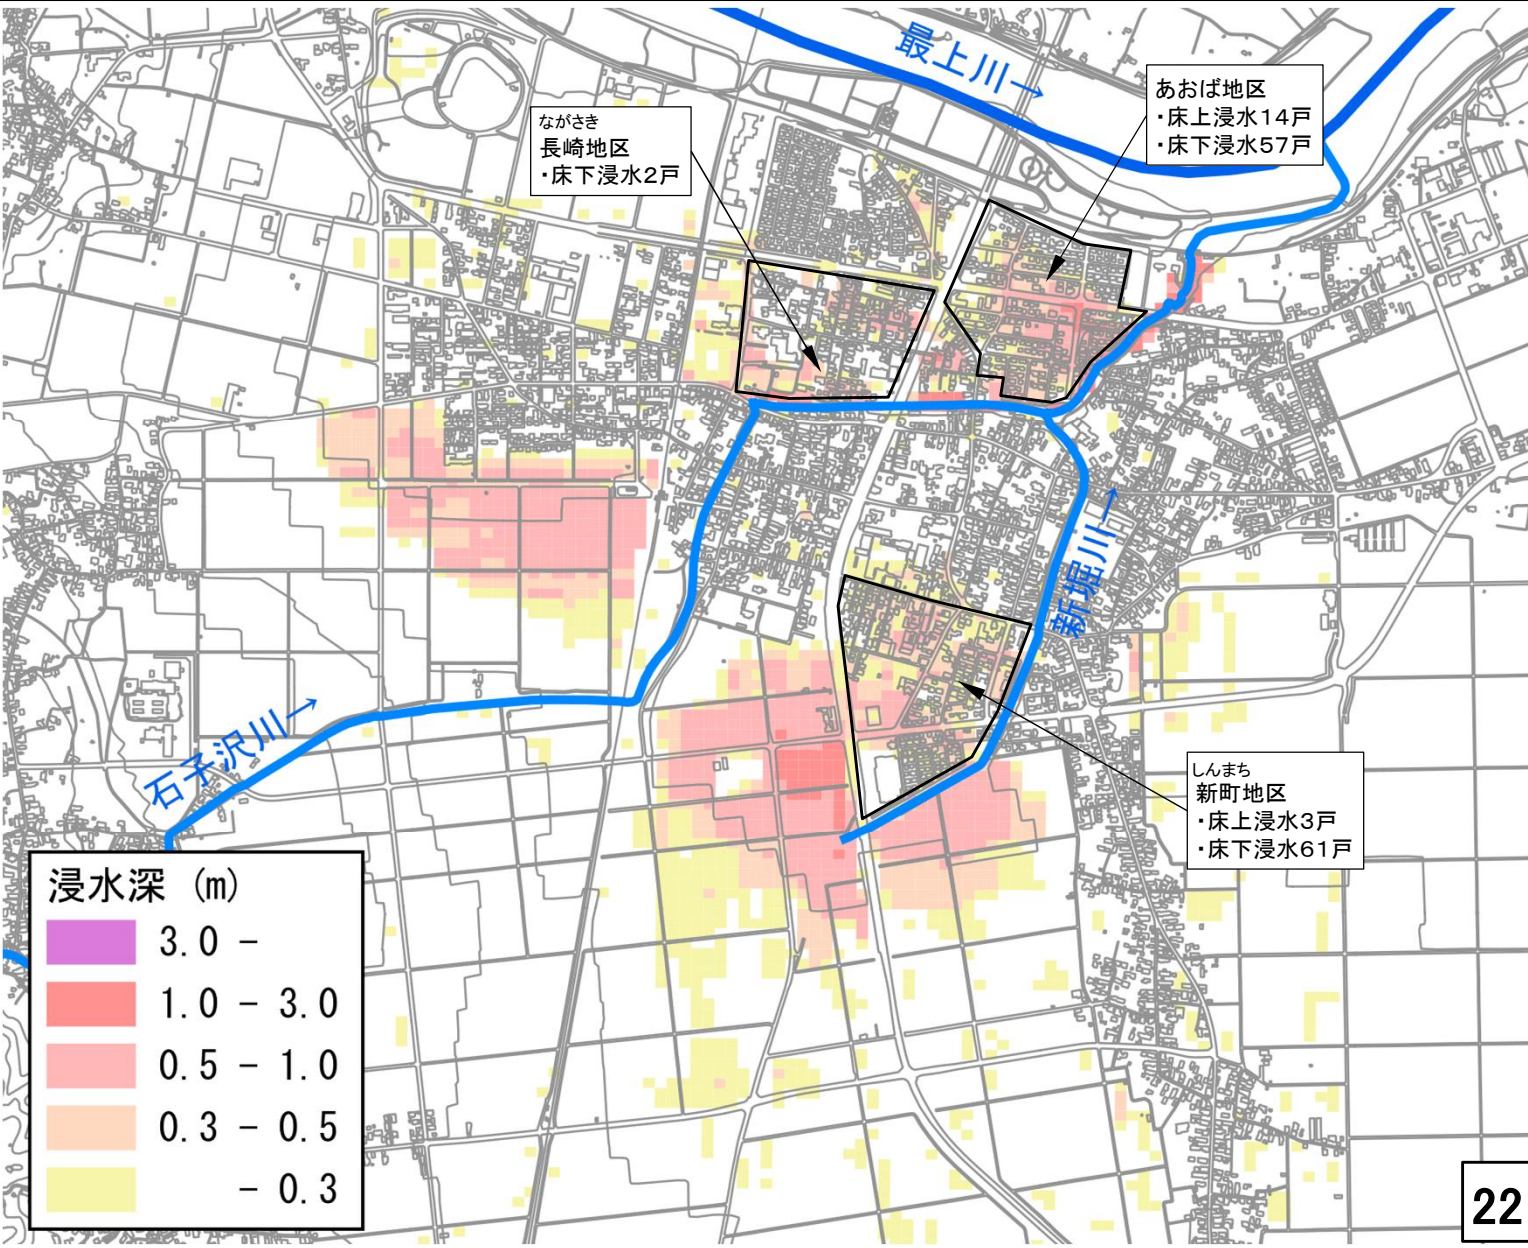 最上川→
あおば地区
・床上浸水14戸
・床下浸水57戸
ながさき
長崎地区
・床下浸水2戸
新堀川→
石子沢川→
しんまち
新町地区
・床上浸水3戸
・床下浸水61戸
浸水深 (m)
3.0 -
1.0 - 3.0
0.5 - 1.0
0.3 - 0.5
- 0.3
22